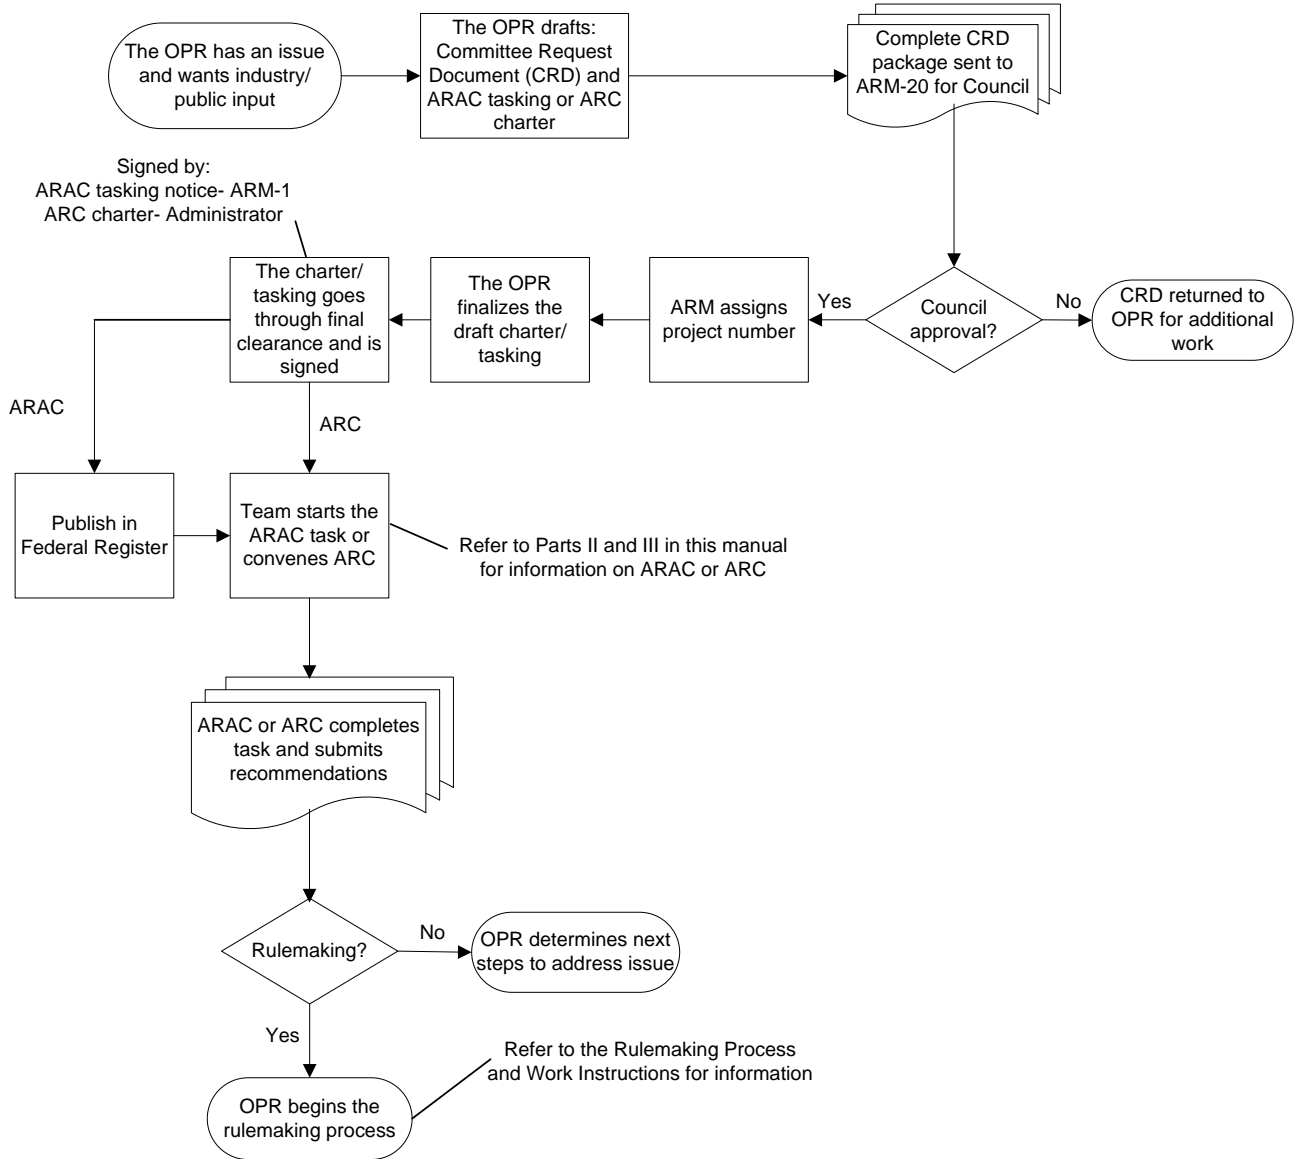 The OPR has an issue
and wants industry/
public input
The OPR drafts:
Committee Request
Document (CRD) and
ARAC tasking or ARC
charter
Complete CRD
package sent to
ARM-20 for Council
Signed by:
ARAC tasking notice- ARM-1
ARC charter- Administrator
The charter/
tasking goes
through final
clearance and is
signed
The OPR
finalizes the
draft charter/
tasking
ARM assigns
project number
Yes
Council
approval?
No
CRD returned to
OPR for additional
work
ARAC
ARC
Publish in
Federal Register
Team starts the
ARAC task or
convenes ARC
Refer to Parts II and III in this manual
for information on ARAC or ARC
ARAC or ARC completes
task and submits
recommendations
Rulemaking?
No
OPR determines next
steps to address issue
Yes
Refer to the Rulemaking Process
and Work Instructions for information
OPR begins the
rulemaking process